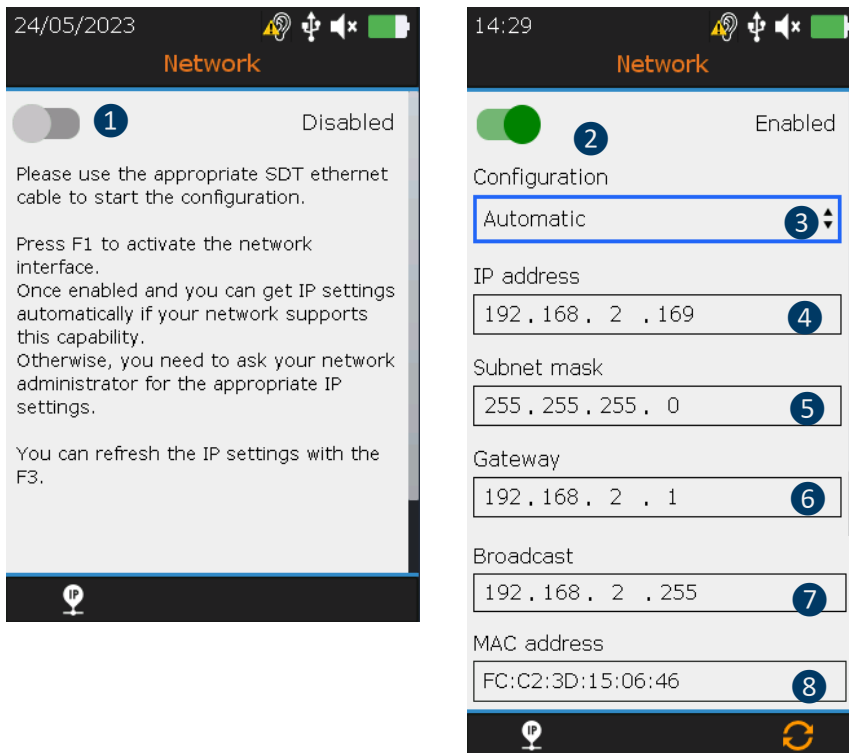 24/05/2023
Network
1
Disabled
Please use the appropriate SDT ethernet
cable to start the configuration.
Press F1 to activate the network
interface.
Once enabled and you can get IP settings
automatically if your network supports
this capability.
Otherwise, you need to ask your network
administrator for the appropriate IP
settings.
You can refresh the IP settings with the
F3.
IP
14:29
Network
2
Enabled
Configuration
Automatic 3
IP address
192.168. 2 .169 4
Subnet mask
255.255.255. 0 5
Gateway
192.168. 2 . 1 6
Broadcast
192.168. 2 .255 7
MAC address
FC:C2:3D:15:06:46 8
IP